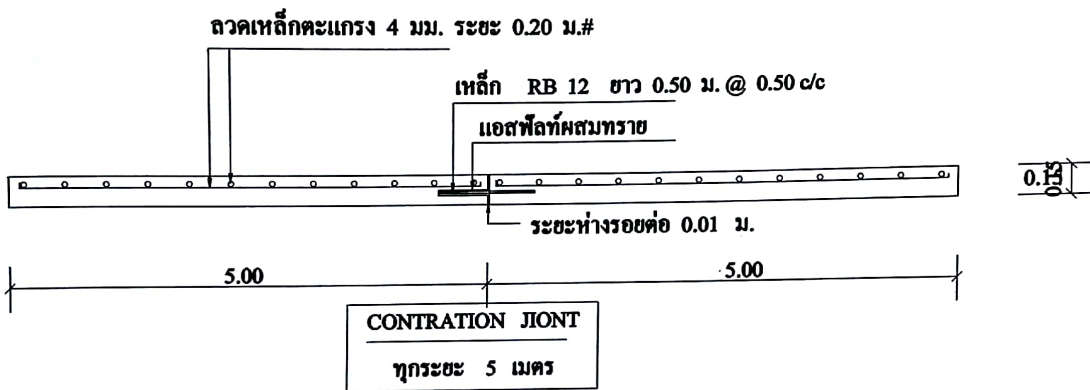 ลวดเหล็กตะแกรง 4 มม. ระยะ 0.20 ม.#
เหล็ก RB 12 ยาว 0.50 ม. @ 0.50 c/c
แอสฟัลท์ผสมทราย
0.15
0.15
ระยะห่างรอยต่อ 0.01 ม.
5.00
5.00
CONTRATION JIONT
ทุกระยะ 5 เมตร